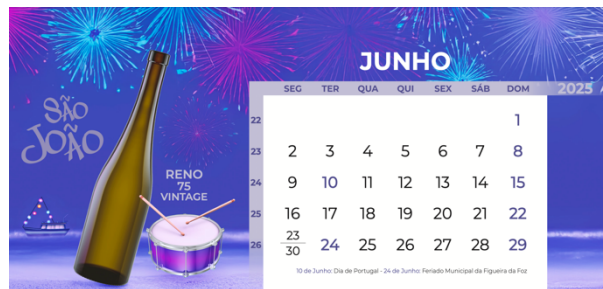 JUNHO
SEG TER QUA QUI SEX SÁB DOM 2025
SÃO
JOÃO
RENO
75
VINTAGE
22 1
23 2 3 4 5 6 7 8
24 9 10 11 12 13 14 15
25 16 17 18 19 20 21 22
26 23/30 24 25 26 27 28 29
10 de Junho: Dia de Portugal - 24 de Junho: Feriado Municipal da Figueira da Foz